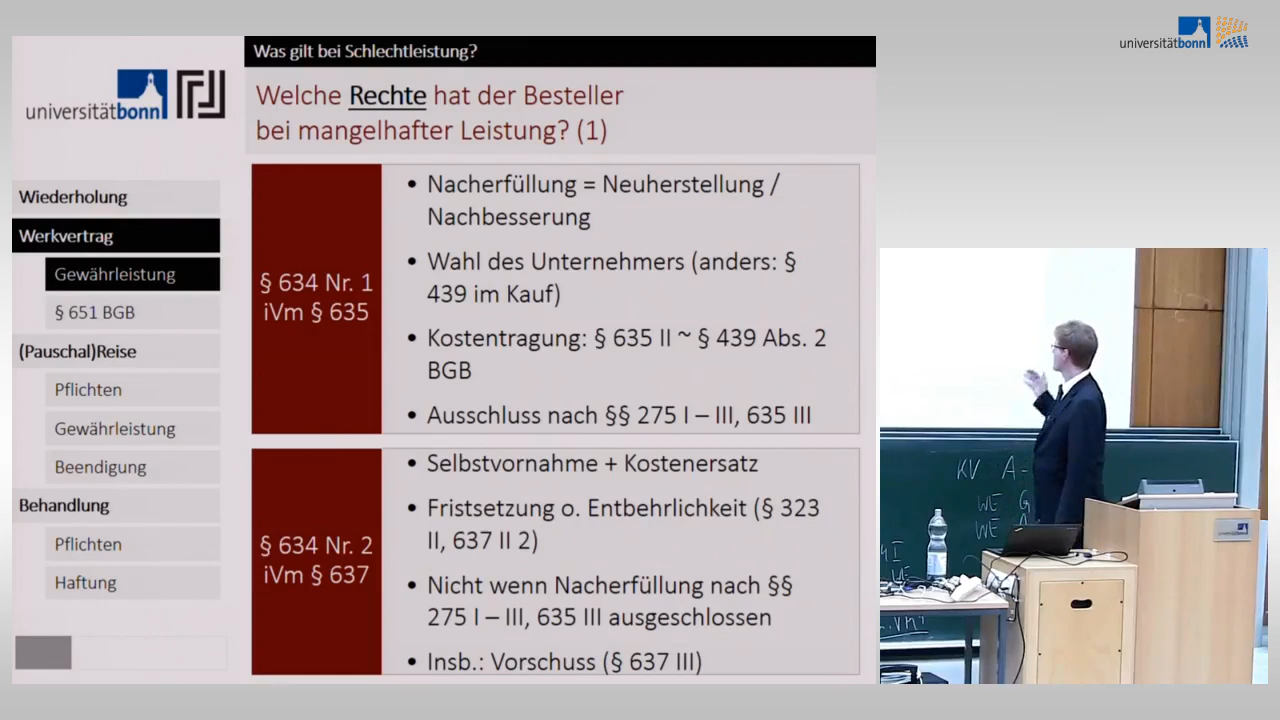 universitätbonn
Was gilt bei Schlechtleistung?
universitätbonn
Welche Rechte hat der Besteller
bei mangelhafter Leistung? (1)
Wiederholung
Werkvertrag
Gewährleistung
§ 651 BGB
(Pauschal)Reise
Pflichten
Gewährleistung
Beendigung
Behandlung
Pflichten
Haftung
§ 634 Nr. 1
iVm § 635
• Nacherfüllung = Neuherstellung /
Nachbesserung
• Wahl des Unternehmers (anders: §
439 im Kauf)
• Kostentragung: § 635 II ~ § 439 Abs. 2
BGB
• Ausschluss nach §§ 275 I – III, 635 III
§ 634 Nr. 2
iVm § 637
• Selbstvornahme + Kostenersatz
• Fristsetzung o. Entbehrlichkeit (§ 323
II, 637 II 2)
• Nicht wenn Nacherfüllung nach §§
275 I – III, 635 III ausgeschlossen
• Insb.: Vorschuss (§ 637 III)
KV A-
WE G
WE